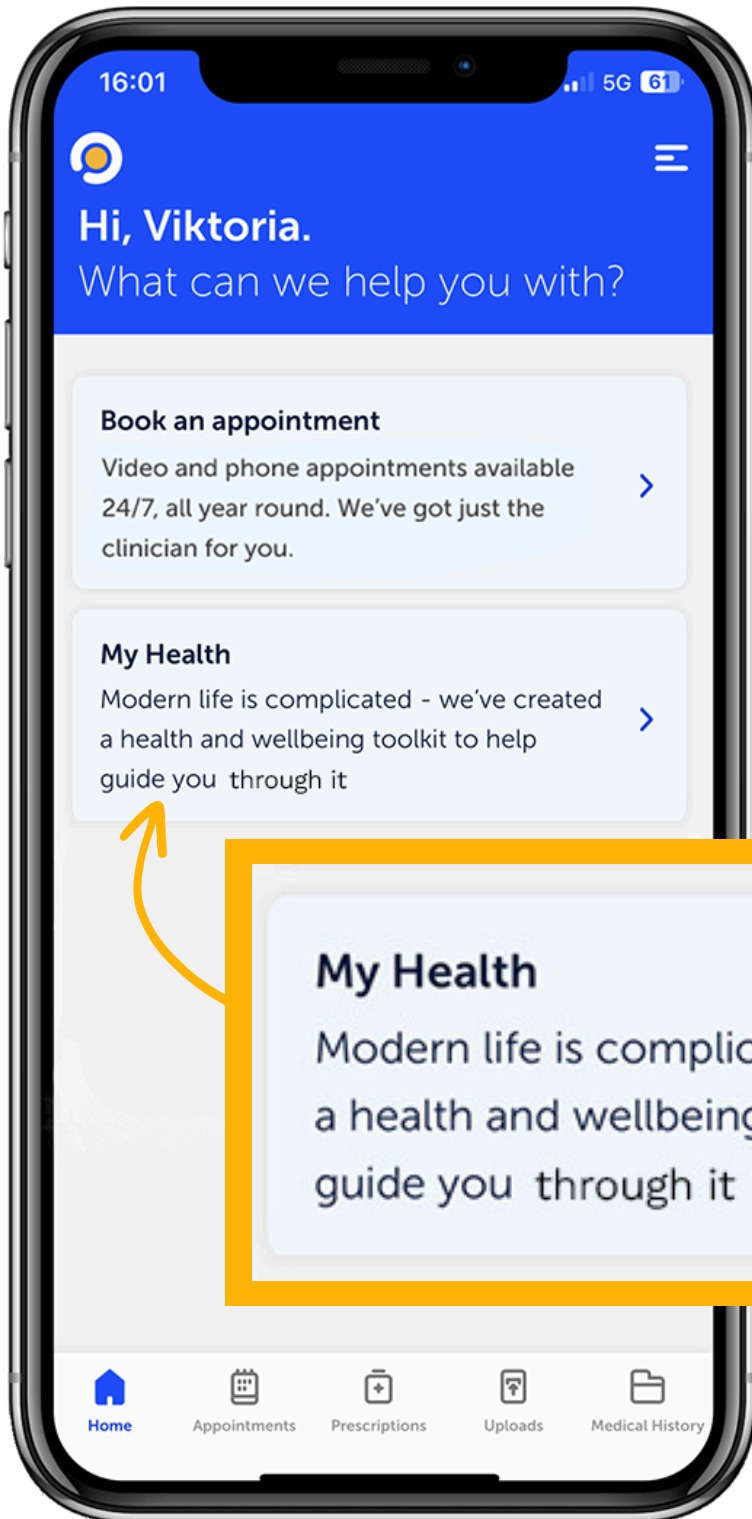 16:01
5G 61
Hi, Viktoria.
What can we help you with?
Book an appointment
Video and phone appointments available
24/7, all year round. We've got just the
clinician for you.
My Health
Modern life is complicated - we've created
a health and wellbeing toolkit to help
guide you through it
My Health
Modern life is complic
a health and wellbeing
guide you through it
Home
Appointments
Prescriptions
Uploads
Medical History